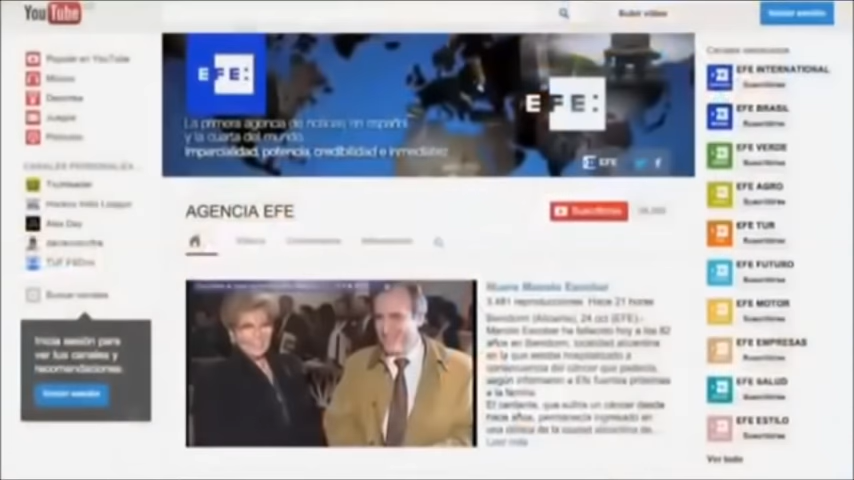 YouTube
Subir vídeo
Iniciar sesión
Popular en YouTube
Música
Deportes
Juegos
Películas
EFE:
La primera agencia de noticias en español
y la cuarta del mundo.
Imparcialidad, potencia, credibilidad e inmediatez
EFE:
EFE
AGENCIA EFE
Suscribirse
Muere Manolo Escobar
3.481 reproducciones Hace 21 horas
Benidorm (Alicante), 24 oct (EFE).-
Manolo Escobar ha fallecido hoy a los 82
años en Benidorm, localidad alicantina
en la que estaba hospitalizado a
consecuencia del cáncer que padecía,
según informaron a Efe fuentes próximas
a la familia.
El cantante, que sufría un cáncer desde
hace años, permanecía ingresado en
una clínica de la ciudad alicantina de...
Leer más
Alex Day
Buscar canales
Inicia sesión para
ver tus canales y
recomendaciones.
Iniciar sesión
EFE INTERNATIONAL
Suscribirse
EFE BRASIL
Suscribirse
EFE VERDE
Suscribirse
EFE AGRO
Suscribirse
EFE TUR
Suscribirse
EFE FUTURO
Suscribirse
EFE MOTOR
Suscribirse
EFE EMPRESAS
Suscribirse
EFE SALUD
Suscribirse
EFE ESTILO
Suscribirse
Ver todo